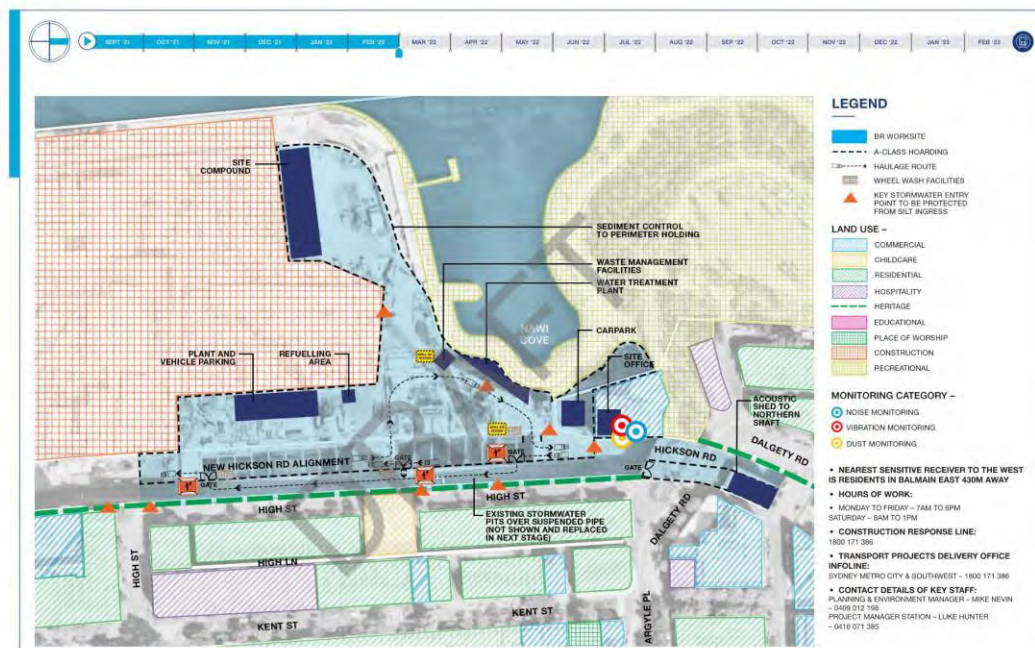 SEPT '21
OCT '21
NOV '21
DEC '21
JAN '22
FEB '22
MAR '22
APR '22
MAY '22
JUN '22
JUL '22
AUG '22
SEP '22
OCT '22
NOV '22
DEC '22
JAN '23
FEB '23
SITE
COMPOUND
SEDIMENT CONTROL
TO PERIMETER HOLDING
WASTE MANAGEMENT
FACILITIES
WATER TREATMENT
PLANT
NAWI
COVE
CARPARK
SITE
OFFICE
PLANT AND
VEHICLE PARKING
REFUELLING
AREA
ACOUSTIC
SHED TO
NORTHERN
SHAFT
NEW HICKSON RD ALIGNMENT
GATE
GATE
GATE
GATE
HICKSON RD
DALGETY RD
HIGH ST
HIGH ST
EXISTING STORMWATER
PITS OVER SUSPENDED PIPE
(NOT SHOWN AND REPLACED
IN NEXT STAGE)
DALGETY RD
HIGH ST
HIGH LN
KENT ST
KENT ST
ARGYLE PL
DRAFT
LEGEND
BR WORKSITE
A-CLASS HOARDING
HAULAGE ROUTE
WHEEL WASH FACILITIES
KEY STORMWATER ENTRY
POINT TO BE PROTECTED
FROM SILT INGRESS
LAND USE –
COMMERCIAL
CHILDCARE
RESIDENTIAL
HOSPITALITY
HERITAGE
EDUCATIONAL
PLACE OF WORSHIP
CONSTRUCTION
RECREATIONAL
MONITORING CATEGORY –
NOISE MONITORING
VIBRATION MONITORING
DUST MONITORING
• NEAREST SENSITIVE RECEIVER TO THE WEST
IS RESIDENTS IN BALMAIN EAST 430M AWAY
• HOURS OF WORK:
• MONDAY TO FRIDAY – 7AM TO 6PM
SATURDAY – 8AM TO 1PM
• CONSTRUCTION RESPONSE LINE:
1800 171 386
• TRANSPORT PROJECTS DELIVERY OFFICE
INFOLINE:
SYDNEY METRO CITY & SOUTHWEST – 1800 171 386
• CONTACT DETAILS OF KEY STAFF:
PLANNING & ENVIRONMENT MANAGER – MIKE NEVIN
– 0409 012 198
PROJECT MANAGER STATION – LUKE HUNTER
– 0416 071 385